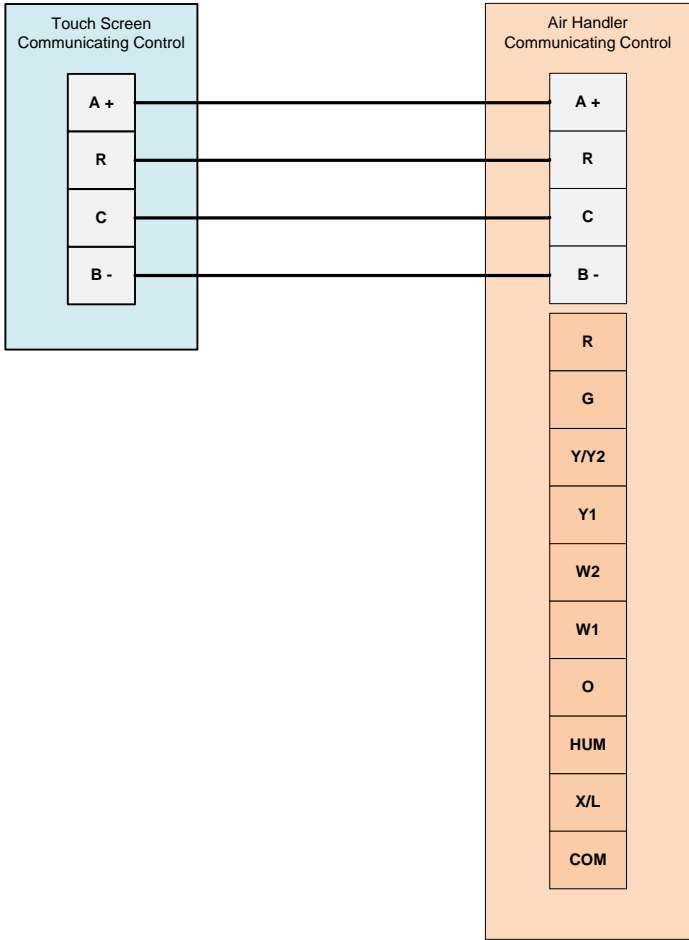 Touch Screen
Communicating Control
A +
R
C
B -
Air Handler
Communicating Control
A +
R
C
B -
R
G
Y/Y2
Y1
W2
W1
O
HUM
X/L
COM